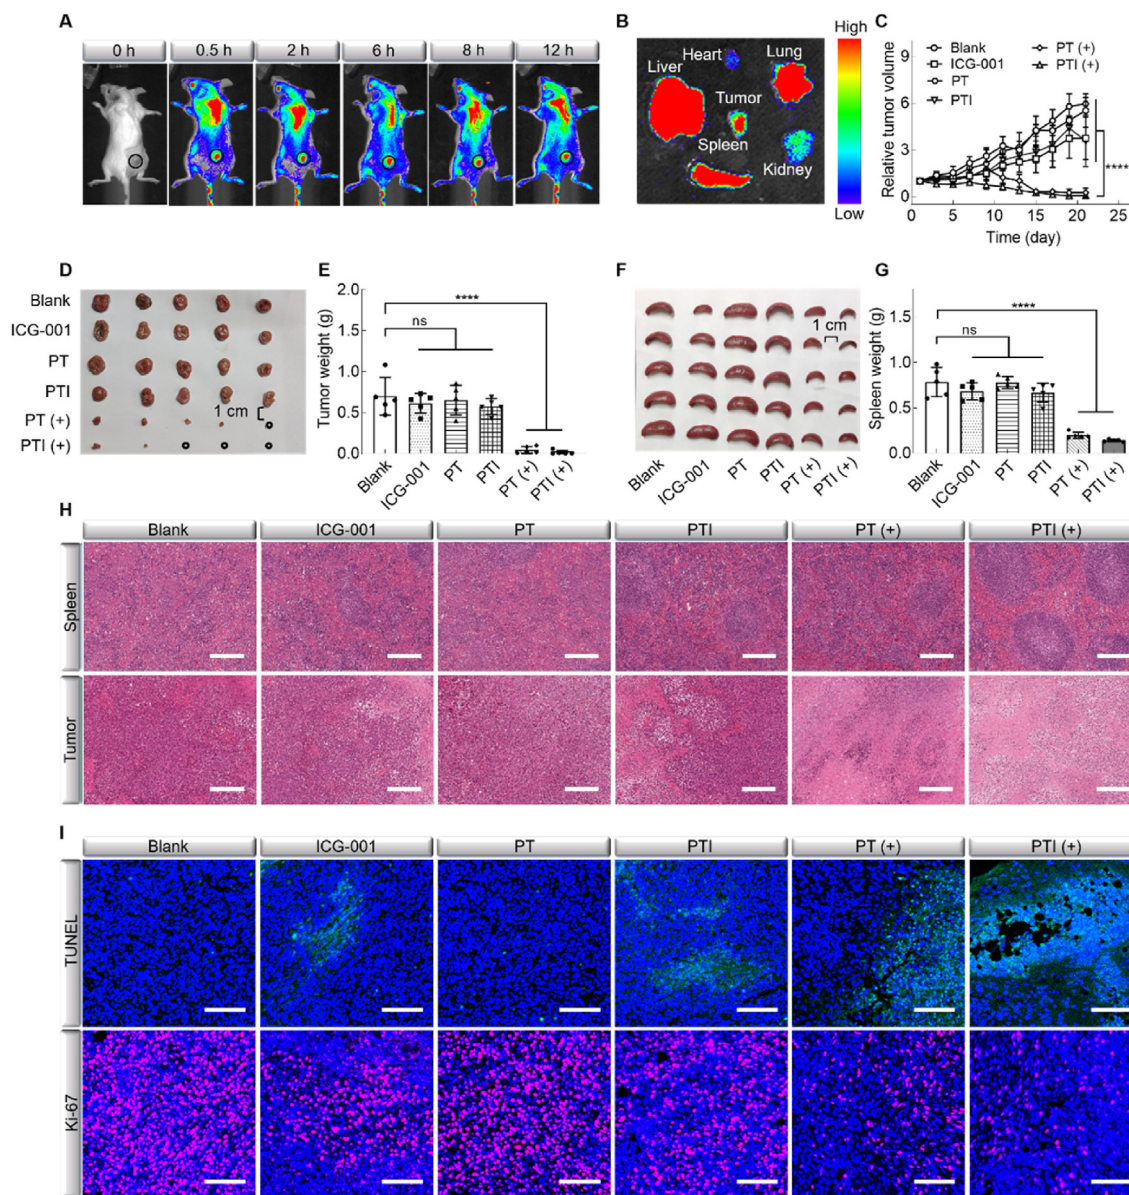 A
0 h 0.5 h 2 h 6 h 8 h 12 h
B
Heart
Lung
Liver
Tumor
Spleen
Kidney
High
Low
C
Relative tumor volume
9
6
3
0
0 5 10 15 20 25
Time (day)
Blank
ICG-001
PT
PTI
PT (+)
PTI (+)
****
D
Blank
ICG-001
PT
PTI
PT (+)
PTI (+)
1 cm
E
Tumor weight (g)
2.0
1.5
1.0
0.5
0.0
****
ns
Blank
ICG-001
PT
PTI
PT (+)
PTI (+)
F
1 cm
Blank
ICG-001
PT
PTI
PT (+)
PTI (+)
G
Spleen weight (g)
1.5
1.0
0.5
0.0
****
ns
Blank
ICG-001
PT
PTI
PT (+)
PTI (+)
H
Blank ICG-001 PT PTI PT (+) PTI (+)
Spleen
Tumor
I
Blank ICG-001 PT PTI PT (+) PTI (+)
TUNEL
Ki-67